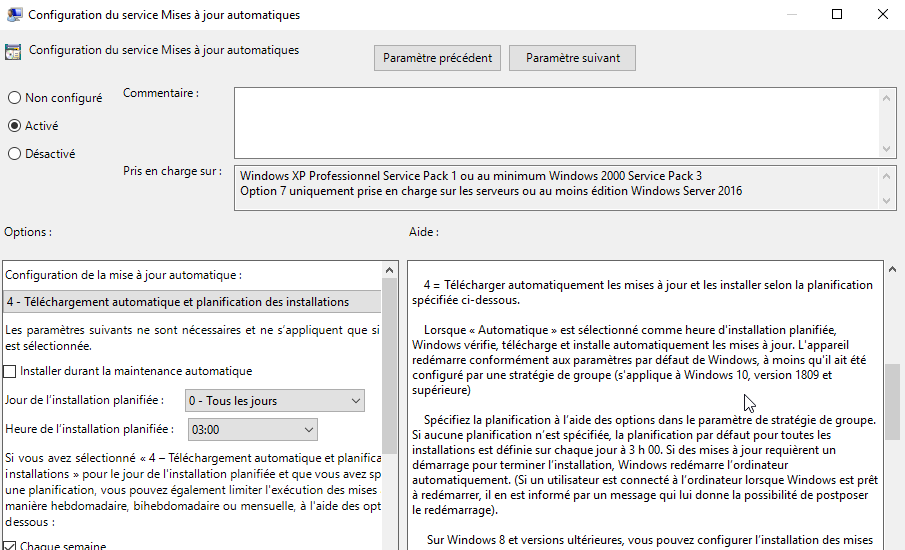 Configuration du service Mises à jour automatiques
Configuration du service Mises à jour automatiques
Paramètre précédent
Paramètre suivant
Non configuré
Activé
Désactivé
Commentaire :
Pris en charge sur :
Windows XP Professionnel Service Pack 1 ou au minimum Windows 2000 Service Pack 3
Option 7 uniquement prise en charge sur les serveurs ou au moins édition Windows Server 2016
Options :
Aide :
Configuration de la mise à jour automatique :
4 - Téléchargement automatique et planification des installations
Les paramètres suivants ne sont nécessaires et ne s'appliquent que si
est sélectionnée.
Installer durant la maintenance automatique
Jour de l'installation planifiée :
0 - Tous les jours
Heure de l'installation planifiée :
03:00
Si vous avez sélectionné « 4 – Téléchargement automatique et planifica
installations » pour le jour de l'installation planifiée et que vous avez sp
une planification, vous pouvez également limiter l'exécution des mises
manière hebdomadaire, bihebdomadaire ou mensuelle, à l'aide des opt
dessous :
Chaque semaine
4 = Télécharger automatiquement les mises à jour et les installer selon la planification
spécifiée ci-dessous.
Lorsque « Automatique » est sélectionné comme heure d'installation planifiée,
Windows vérifie, télécharge et installe automatiquement les mises à jour. L'appareil
redémarre conformément aux paramètres par défaut de Windows, à moins qu'il ait été
configuré par une stratégie de groupe (s'applique à Windows 10, version 1809 et
supérieure)
Spécifiez la planification à l'aide des options dans le paramètre de stratégie de groupe.
Si aucune planification n'est spécifiée, la planification par défaut pour toutes les
installations est définie sur chaque jour à 3 h 00. Si des mises à jour requièrent un
démarrage pour terminer l'installation, Windows redémarre l'ordinateur
automatiquement. (Si un utilisateur est connecté à l'ordinateur lorsque Windows est prêt
à redémarrer, il en est informé par un message qui lui donne la possibilité de postposer
le redémarrage).
Sur Windows 8 et versions ultérieures, vous pouvez configurer l'installation des mises